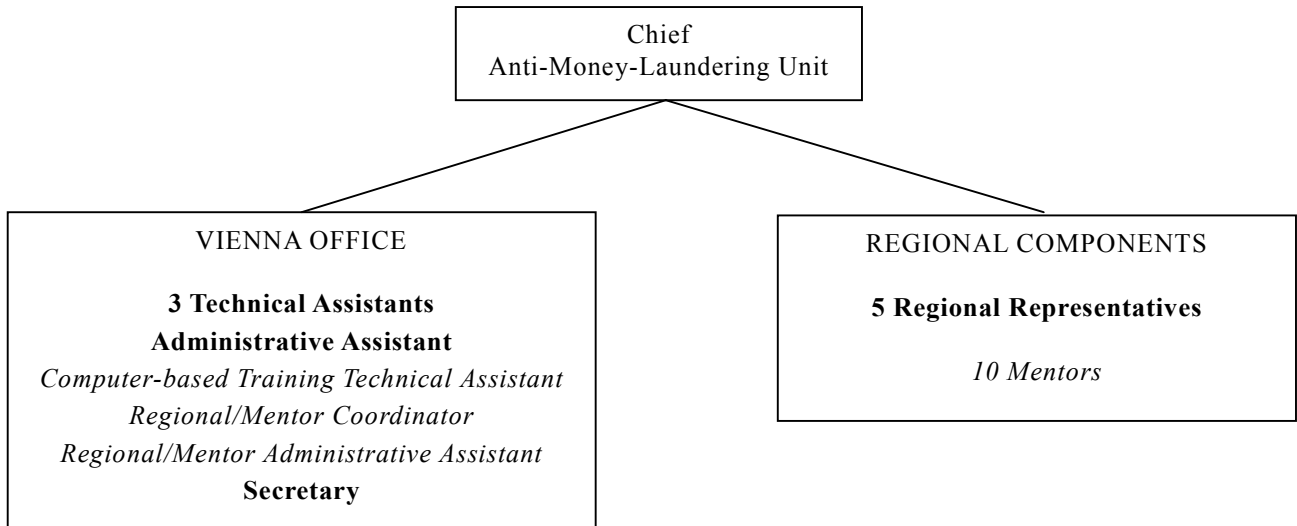 Chief
Anti-Money-Laundering Unit
VIENNA OFFICE
3 Technical Assistants
Administrative Assistant
Computer-based Training Technical Assistant
Regional/Mentor Coordinator
Regional/Mentor Administrative Assistant
Secretary
REGIONAL COMPONENTS
5 Regional Representatives
10 Mentors